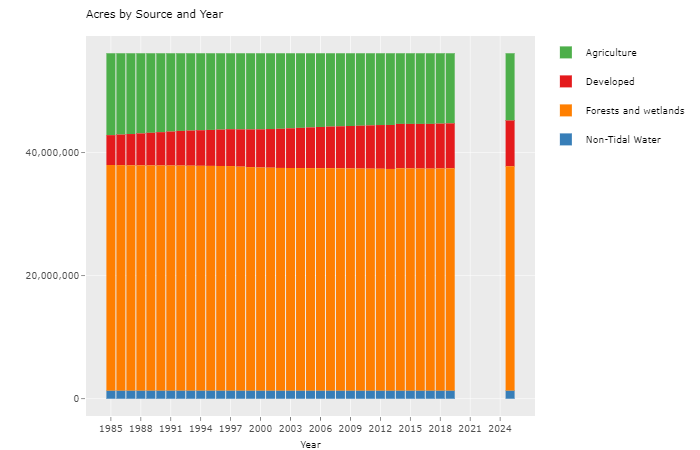 Acres by Source and Year
Agriculture
Developed
Forests and wetlands
Non-Tidal Water
40,000,000
20,000,000
0
1985 1988 1991 1994 1997 2000 2003 2006 2009 2012 2015 2018 2021 2024
Year